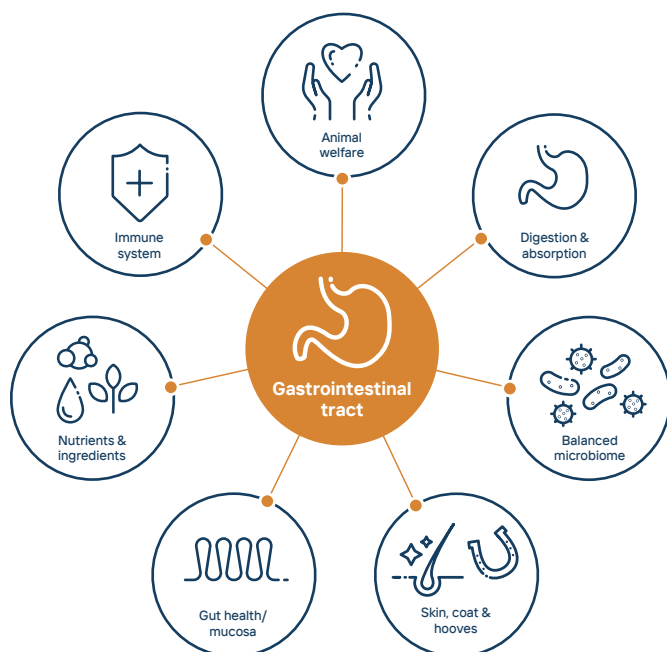 Animal
welfare
Immune
system
Digestion &
absorption
Gastrointestinal
tract
Nutrients &
ingredients
Balanced
microbiome
Gut health/
mucosa
Skin, coat &
hooves